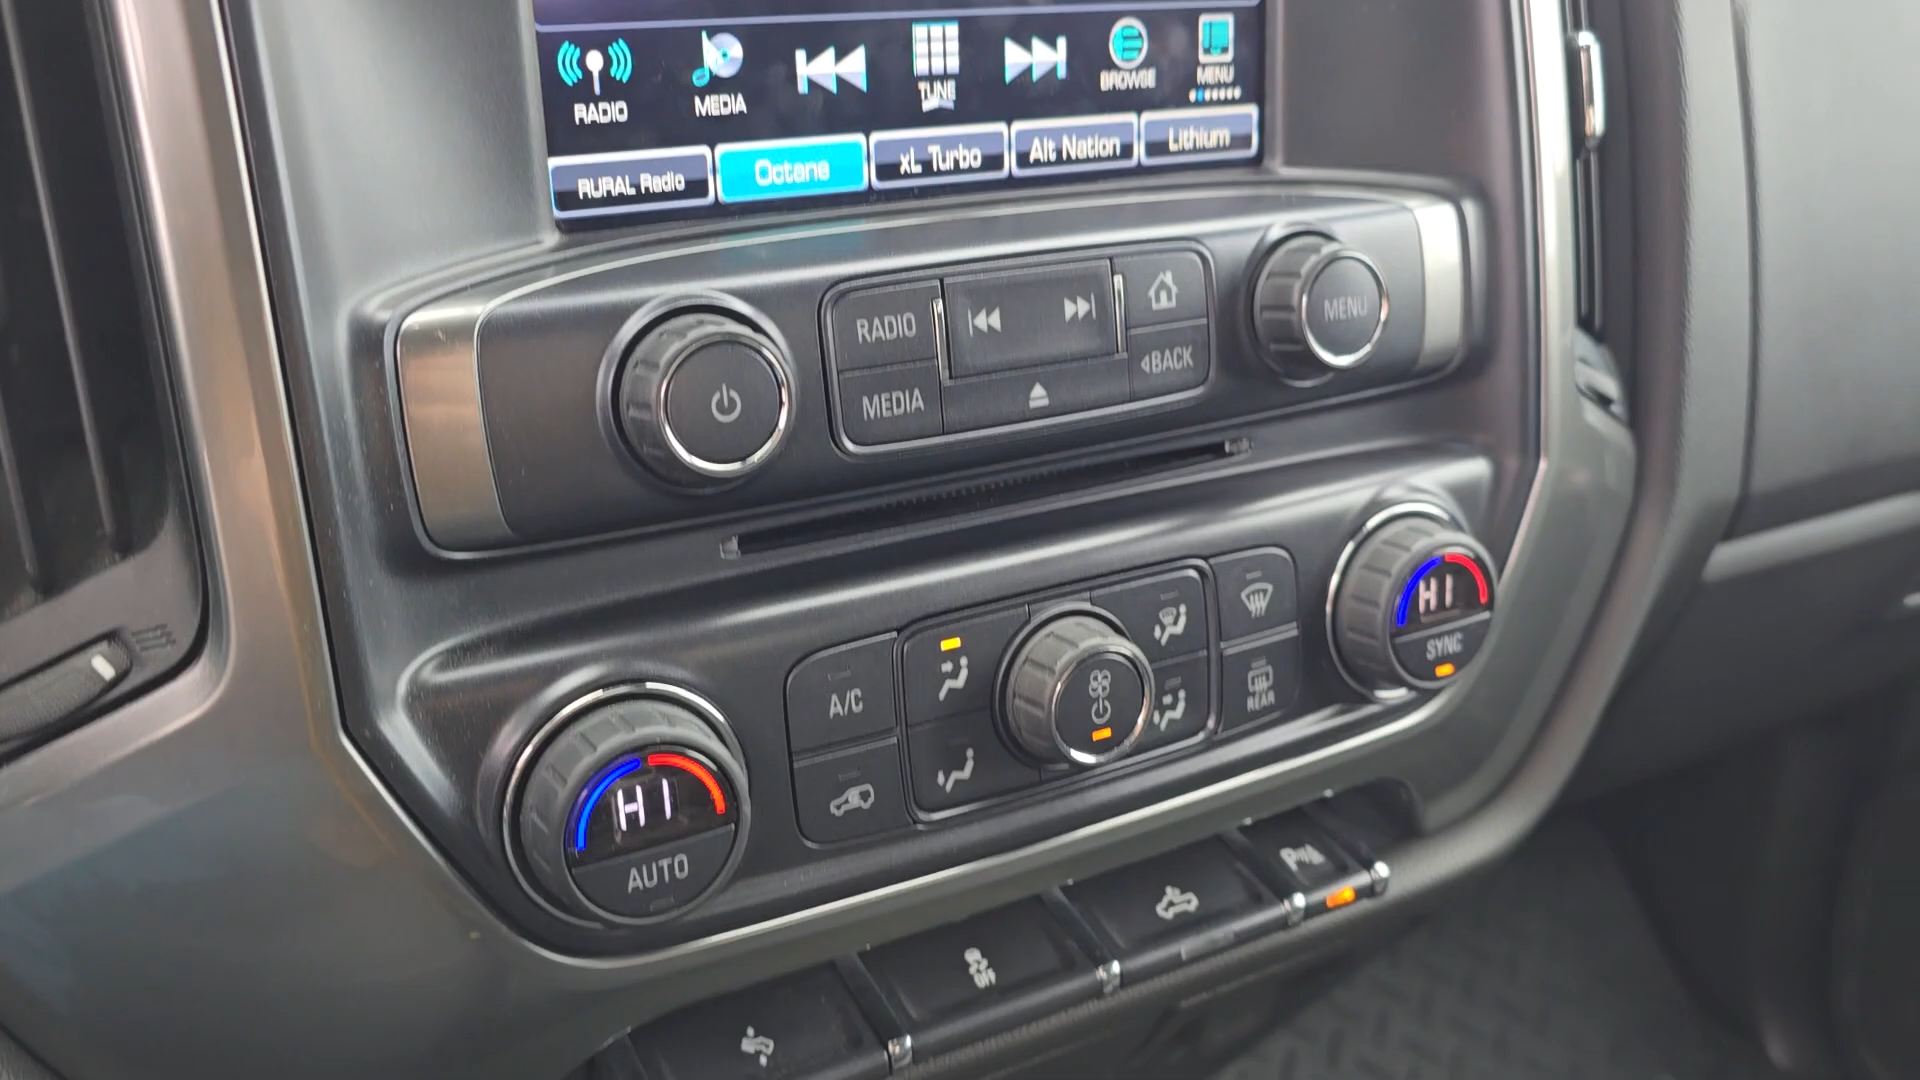 RADIO
MEDIA
TUNE
BROWSE
MENU
RURAL Radio
Octane
xL Turbo
Alt Nation
Lithium
RADIO
MEDIA
BACK
MENU
A/C
HI
AUTO
REAR
HI
SYNC
OFF
P